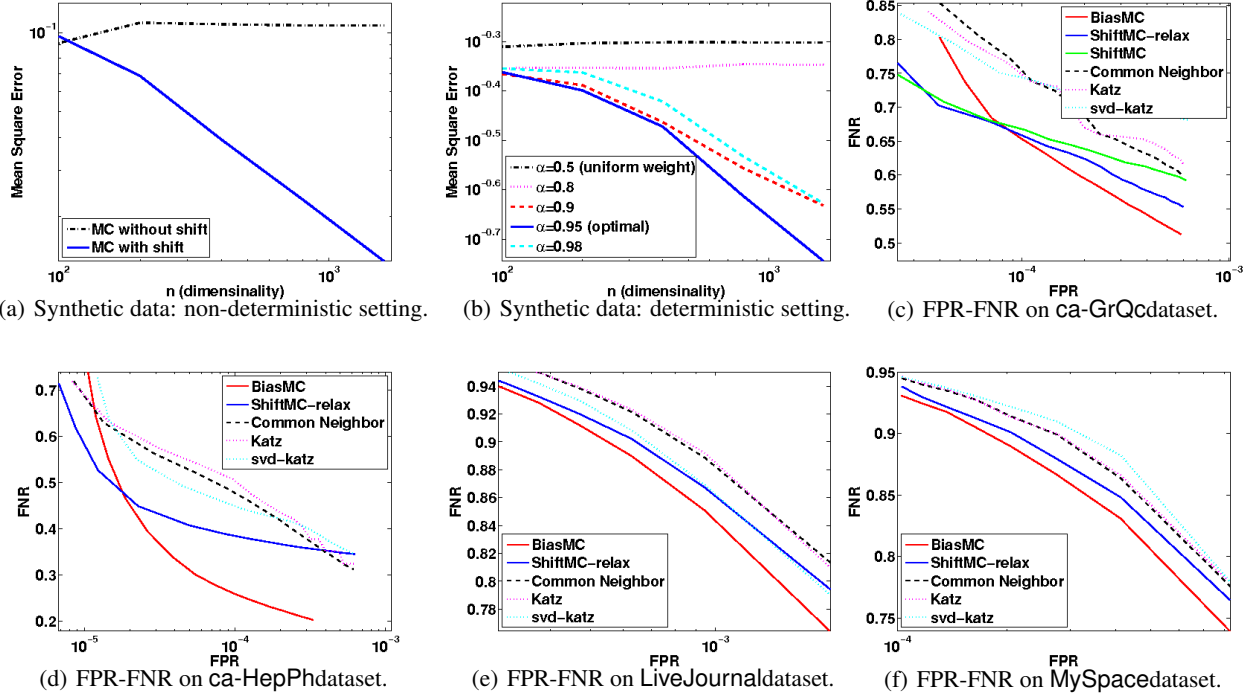 10^-1
Mean Square Error
MC without shift
MC with shift
10^2
10^3
n (dimensinality)
(a) Synthetic data: non-deterministic setting.
10^-0.3
10^-0.4
10^-0.5
10^-0.6
10^-0.7
Mean Square Error
α=0.5 (uniform weight)
α=0.8
α=0.9
α=0.95 (optimal)
α=0.98
10^2
10^3
n (dimensinality)
(b) Synthetic data: deterministic setting.
0.85
0.8
0.75
0.7
0.65
0.6
0.55
0.5
FNR
BiasMC
ShiftMC-relax
ShiftMC
Common Neighbor
Katz
svd-katz
10^-4
10^-3
FPR
(c) FPR-FNR on ca-GrQcdataset.
0.7
0.6
0.5
0.4
0.3
0.2
FNR
BiasMC
ShiftMC-relax
Common Neighbor
Katz
svd-katz
10^-5
10^-4
10^-3
FPR
(d) FPR-FNR on ca-HepPhdataset.
0.94
0.92
0.9
0.88
0.86
0.84
0.82
0.8
0.78
FNR
BiasMC
ShiftMC-relax
Common Neighbor
Katz
svd-katz
10^-3
FPR
(e) FPR-FNR on LiveJournaldataset.
0.95
0.9
0.85
0.8
0.75
FNR
BiasMC
ShiftMC-relax
Common Neighbor
Katz
svd-katz
10^-4
FPR
(f) FPR-FNR on MySpacedataset.